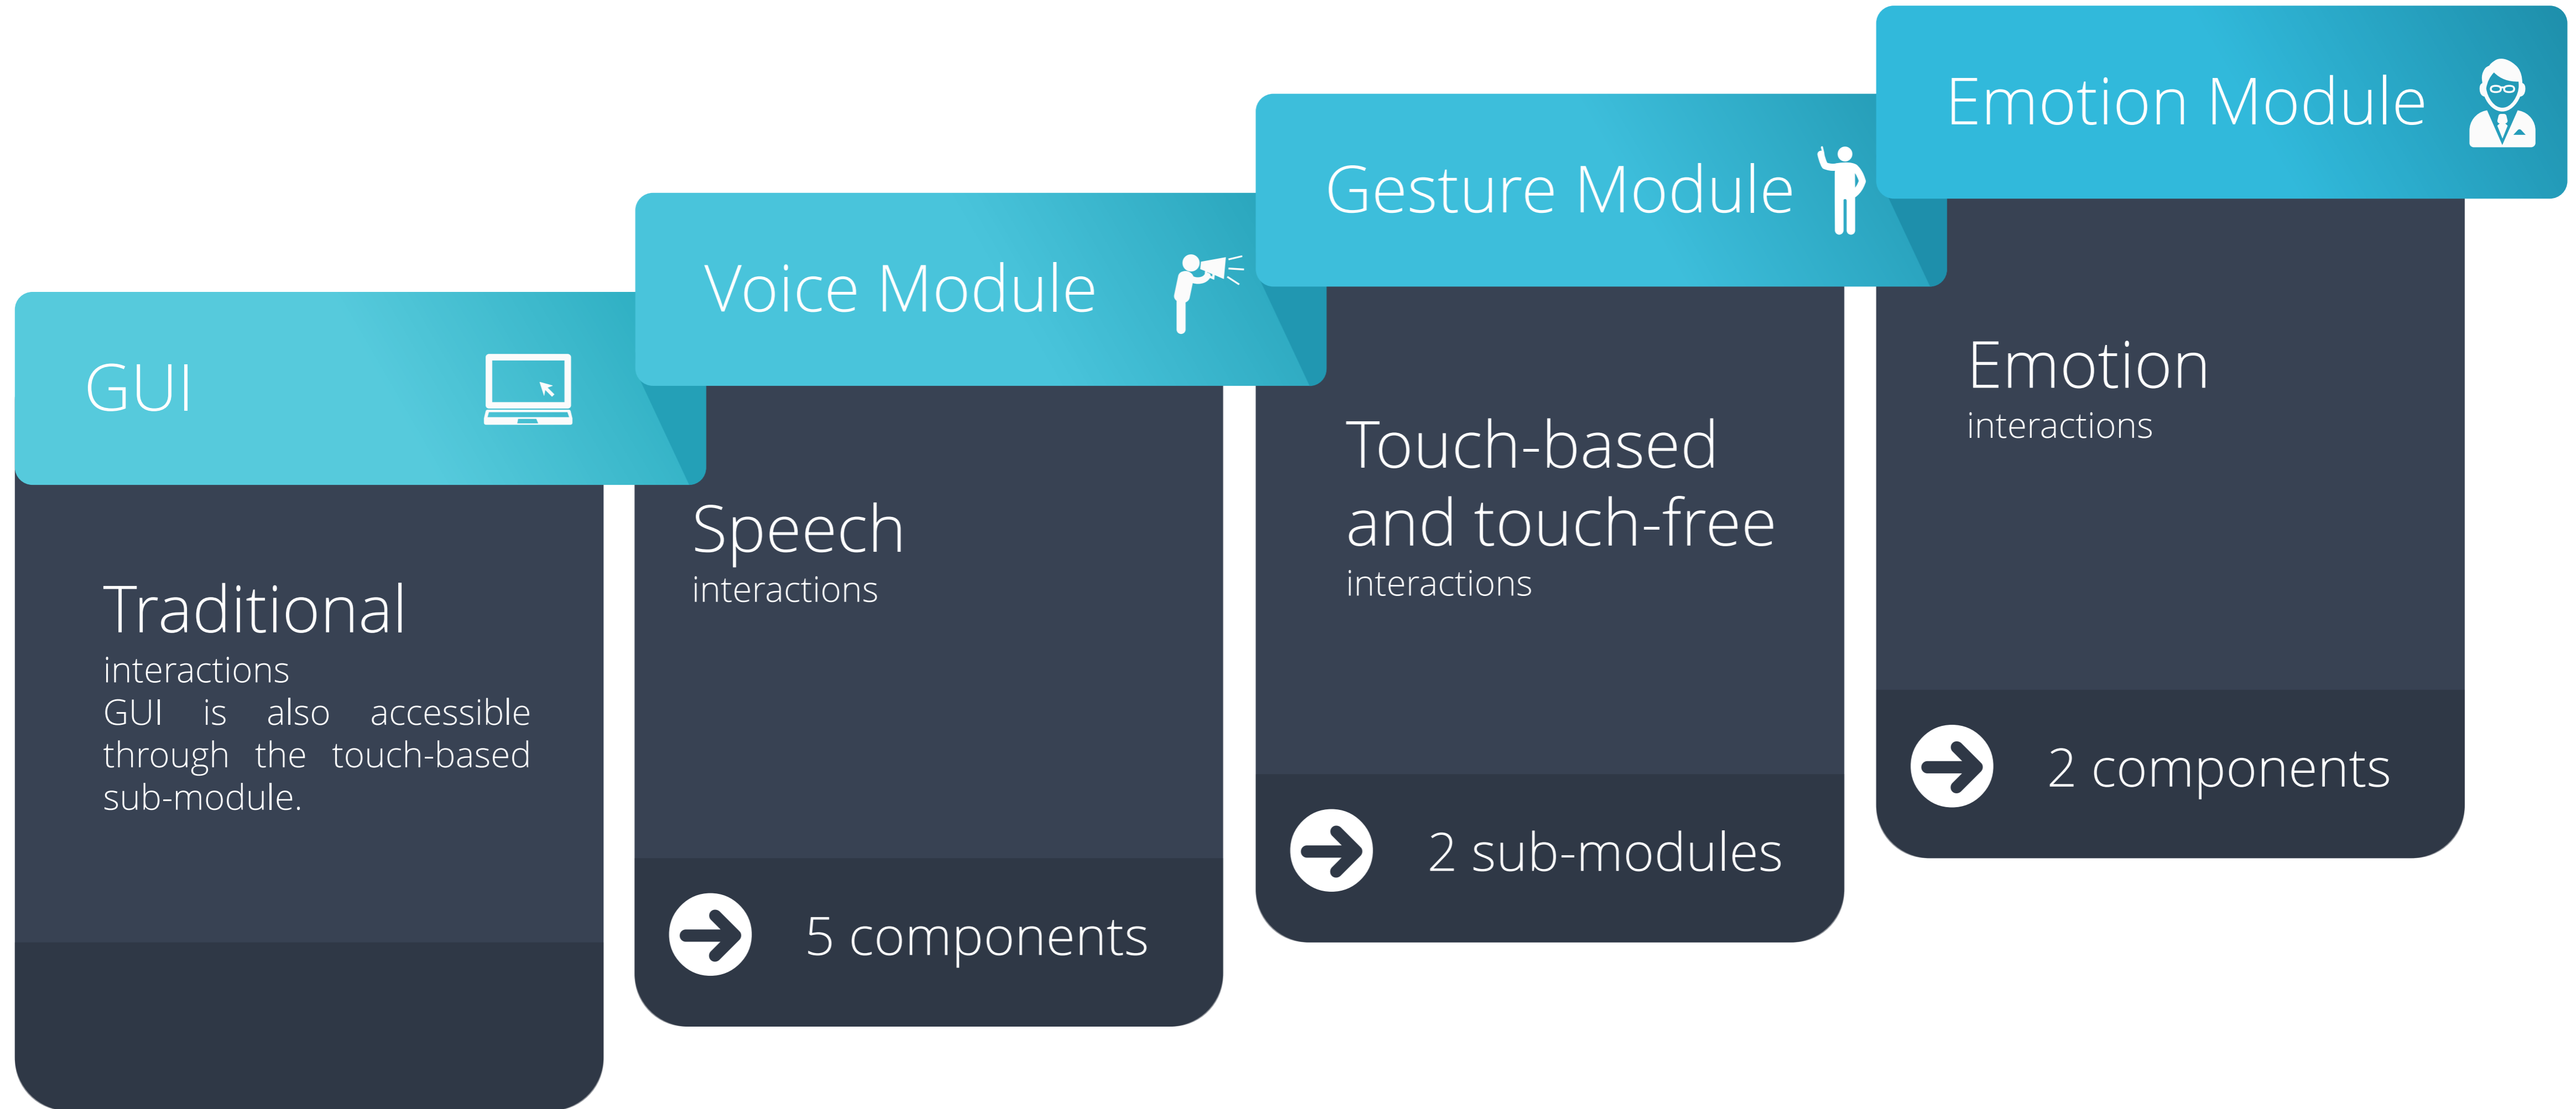 GUI
Traditional
interactions
GUI is also accessible
through the touch-based
sub-module.
Voice Module
Speech
interactions
5 components
Gesture Module
Touch-based
and touch-free
interactions
2 sub-modules
Emotion Module
Emotion
interactions
2 components